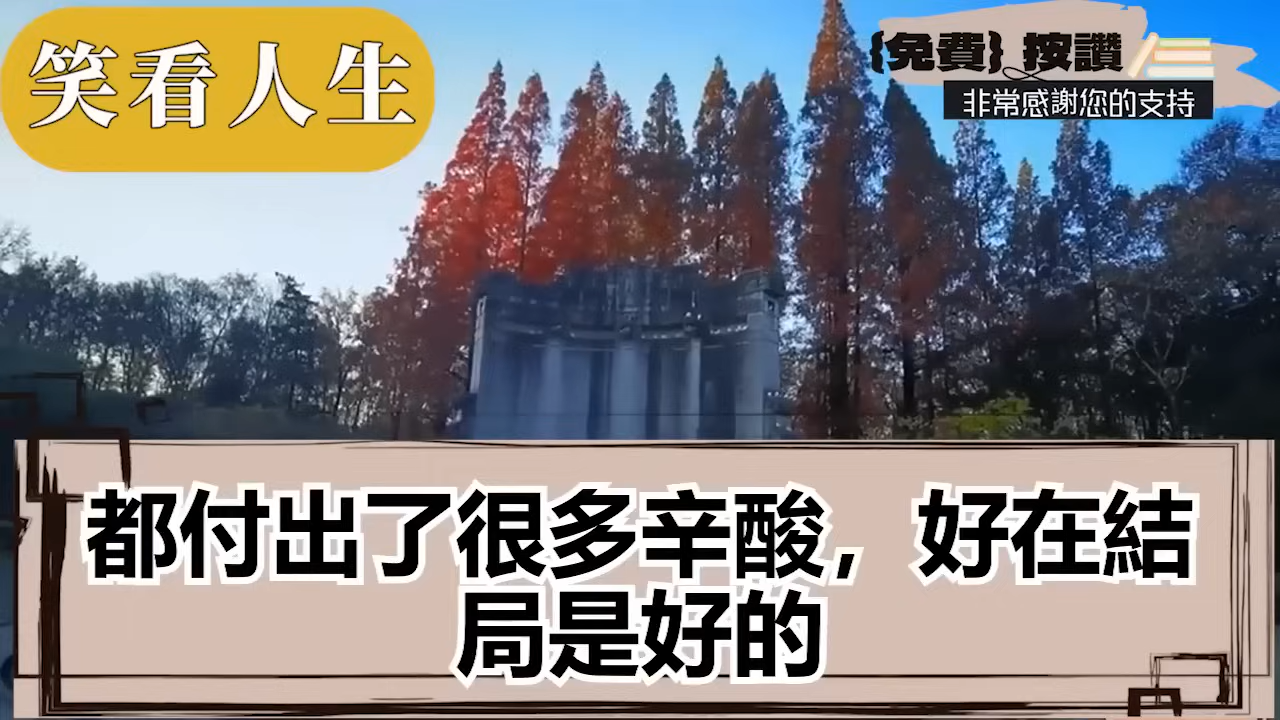 笑看人生
{免費} 按讚
非常感謝您的支持
都付出了很多辛酸，好在結
局是好的